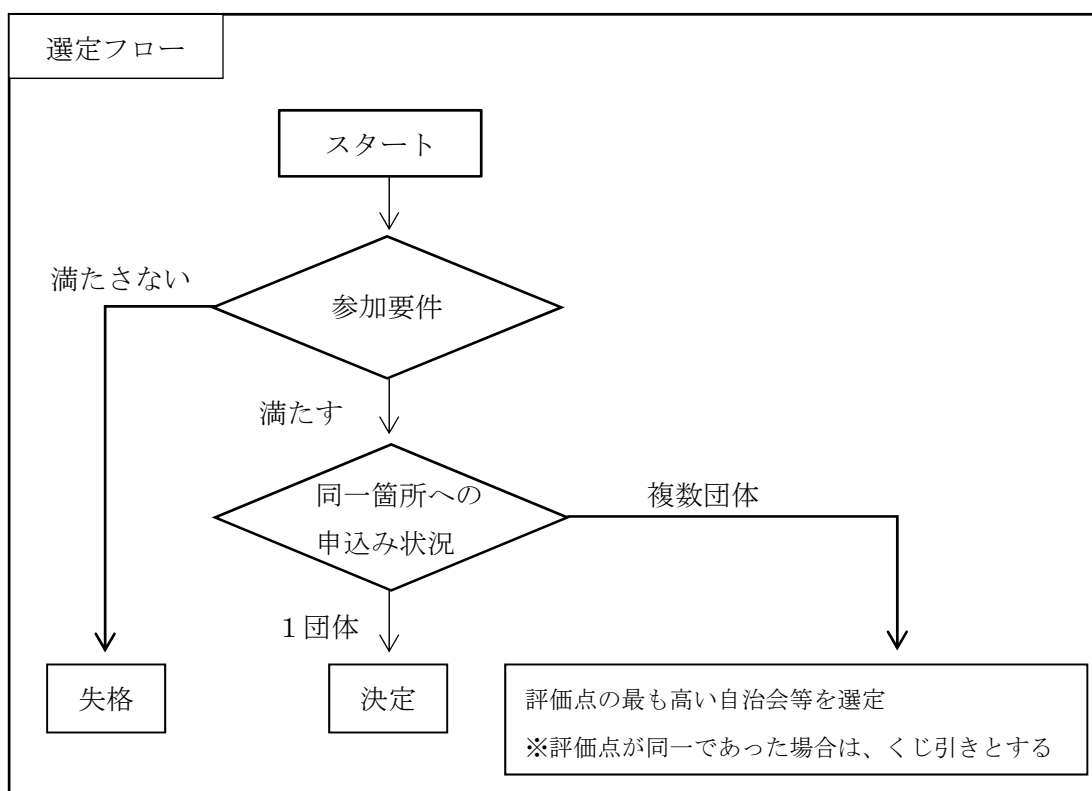 選定フロー
スタート
満たさない
参加要件
満たす
同一箇所への
申込み状況
複数団体
１団体
失格
決定
評価点の最も高い自治会等を選定
※評価点が同一であった場合は、くじ引きとする